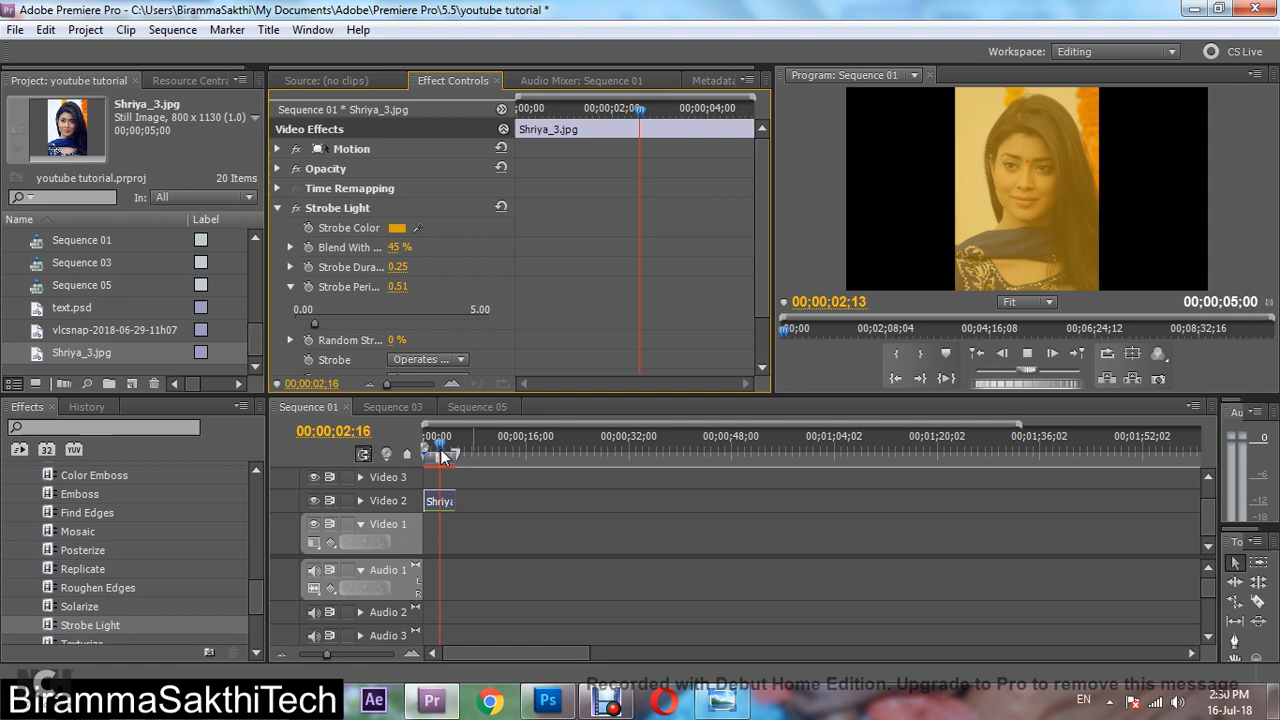 Adobe Premiere Pro - C:\Users\BirammaSakthi\My Documents\Adobe\Premiere Pro\5.5\youtube tutorial *
File Edit Project Clip Sequence Marker Title Window Help
Workspace: Editing CS Live
Project: youtube tutorial Resource Centra
Shriya_3.jpg
Still Image, 800 x 1130 (1.0)
00;00;05;00
youtube tutorial.prproj 20 Items
In: All
Name Label
Sequence 01
Sequence 03
Sequence 05
text.psd
vlcsnap-2018-06-29-11h07
Shriya_3.jpg
Source: (no clips) Effect Controls Audio Mixer: Sequence 01 Metadata
Sequence 01 * Shriya_3.jpg
;00;00 00;00;02;00 00;00;04;00
Video Effects
Shriya_3.jpg
Motion
Opacity
Time Remapping
Strobe Light
Strobe Color
Blend With ... 45 %
Strobe Dura... 0.25
Strobe Peri... 0.51
0.00 5.00
Random Str... 0 %
Strobe Operates ...
00;00;02;16
Program: Sequence 01
00;00;02;13 Fit 00;00;05;00
00;00 00;02;08;04 00;04;16;08 00;06;24;12 00;08;32;16
Effects History
32 YUV
Color Emboss
Emboss
Find Edges
Mosaic
Posterize
Replicate
Roughen Edges
Solarize
Strobe Light
Texturize
Sequence 01 Sequence 03 Sequence 05
00;00;02;16
;00;00 00;00;16;00 00;00;32;00 00;00;48;00 00;01;04;02 00;01;20;02 00;01;36;02 00;01;52;02
Video 3
Video 2 Shriya
Video 1
Audio 1
L
R
Audio 2
Audio 3
Au
0
-6
-12
-18
To
BirammaSakthiTech
Ae Pr Ps
Recorded with Debut Home Edition. Upgrade to Pro to remove this message
EN 2:30 PM
16-Jul-18